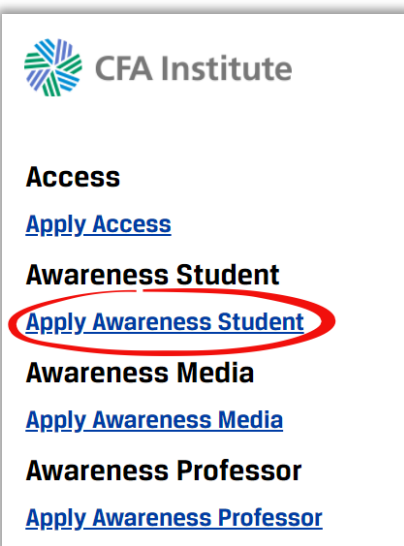 CFA Institute
Access
Apply Access
Awareness Student
Apply Awareness Student
Awareness Media
Apply Awareness Media
Awareness Professor
Apply Awareness Professor